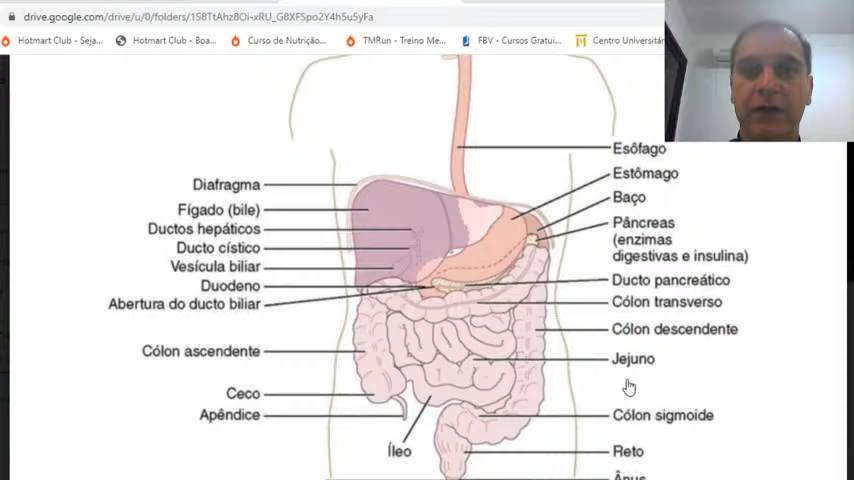 drive.google.com/drive/u/0/folders/1S8TtAhz8Oi-xRU_G8XFSpo2Y4h5u5yFa
Hotmart Club - Seja...
Hotmart Club - Boa...
Curso de Nutrição...
TMRun - Treino Me...
FBV - Cursos Gratui...
Centro Universitár
Esôfago
Estômago
Baço
Pâncreas
(enzimas
digestivas e insulina)
Ducto pancreático
Cólon transverso
Cólon descendente
Jejuno
Cólon sigmoide
Reto
Ânus
Diafragma
Fígado (bile)
Ductos hepáticos
Ducto cístico
Vesícula biliar
Duodeno
Abertura do ducto biliar
Cólon ascendente
Ceco
Apêndice
Íleo